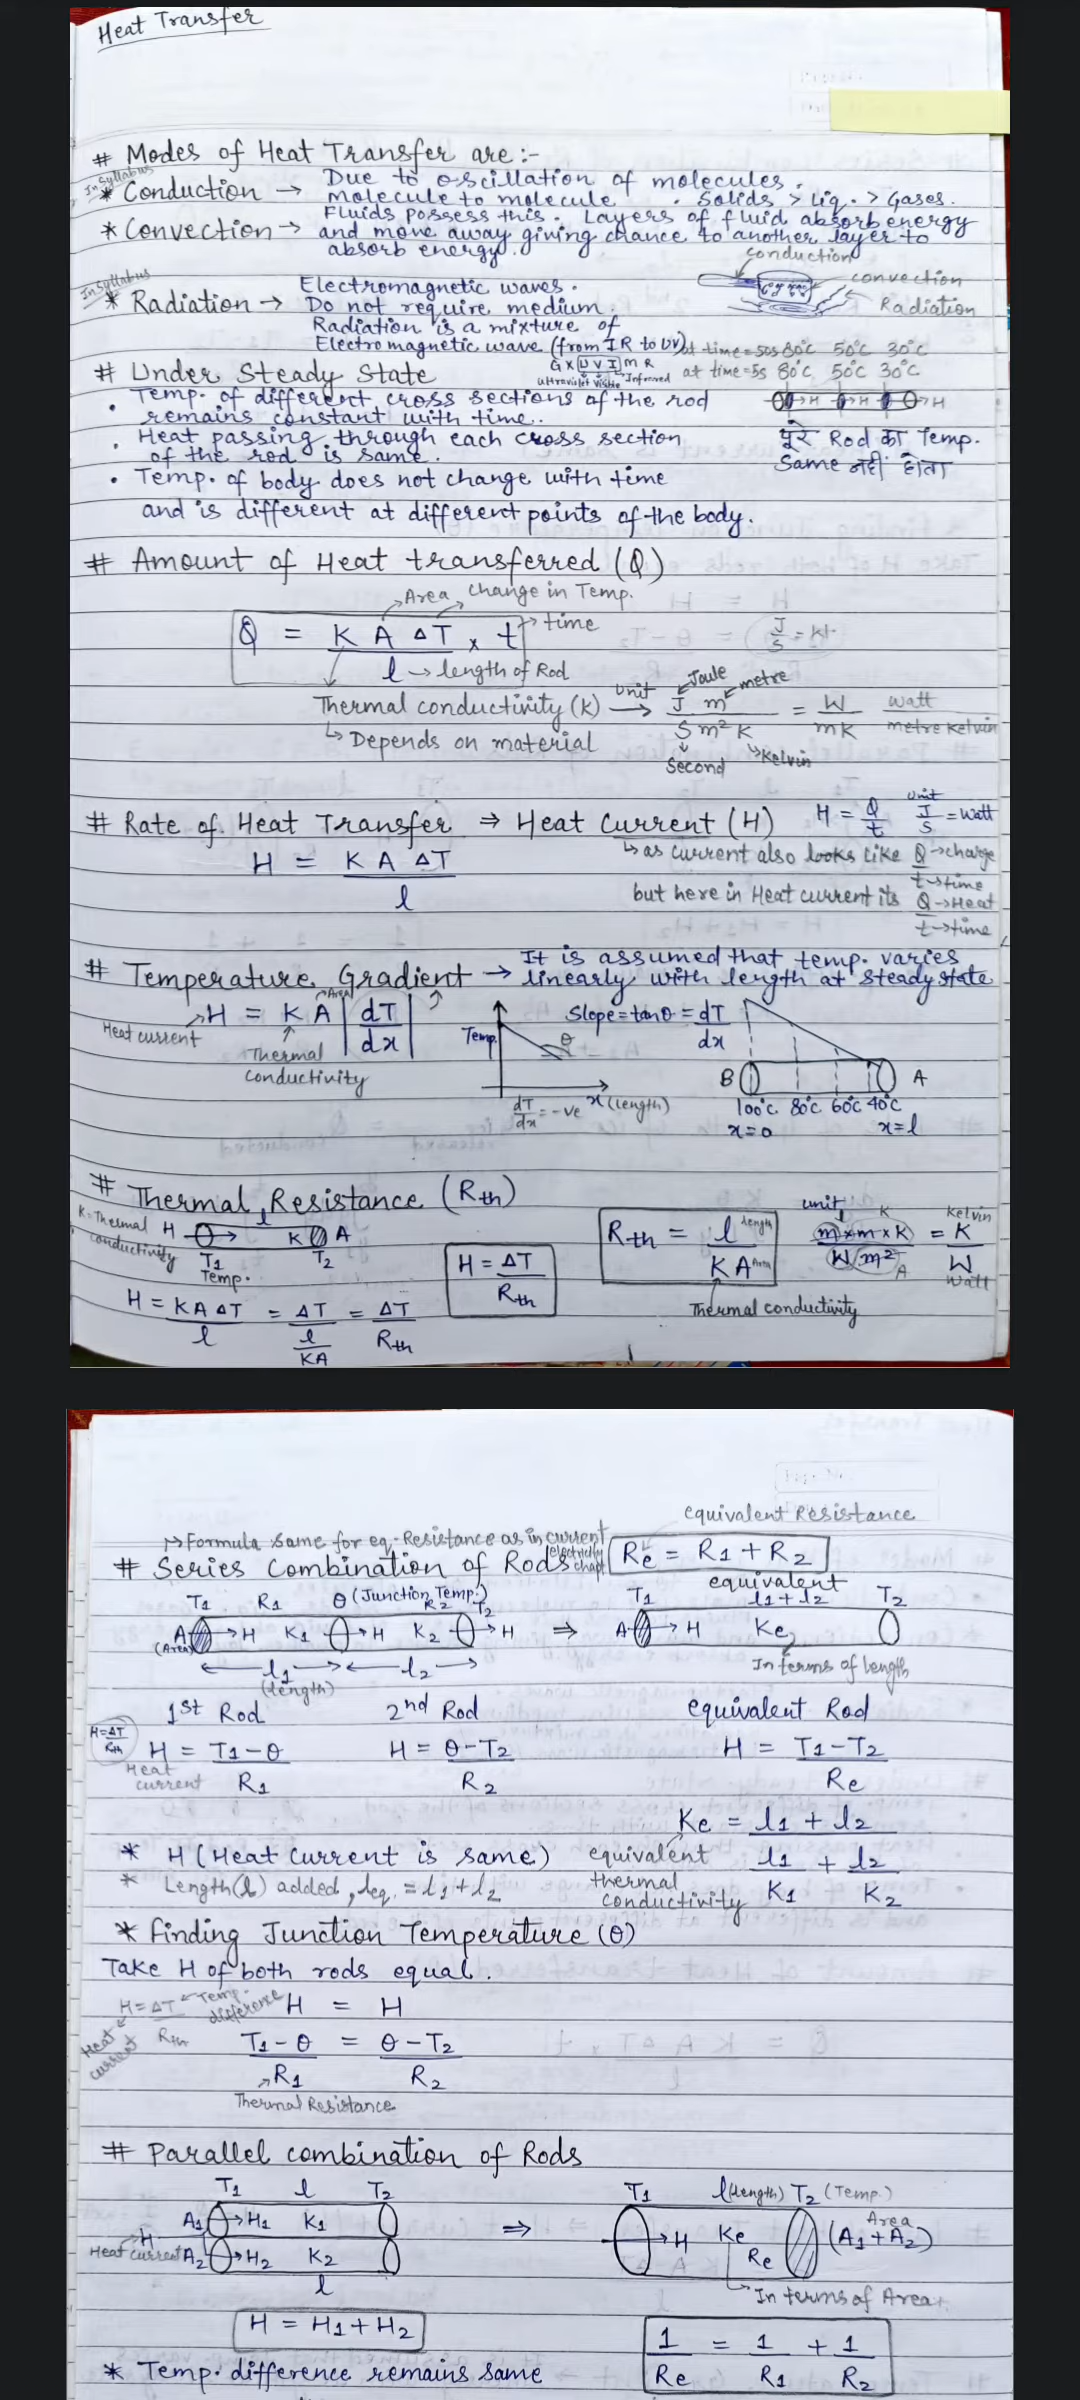 Heat Transfer
# Modes of Heat Transfer are :-
In Syllabus
* Conduction → Due to oscillation of molecules.
molecule to molecule . Solids > Liq. > Gases.
* Convection → Fluids possess this. Layers of fluid absorb energy
and move away giving chance to another layer to
absorb energy.
conduction
convection
Radiation
In Syllabus
* Radiation → Electromagnetic waves.
Do not require medium.
Radiation is a mixture of
Electromagnetic wave (from IR to UV)
G X U V I M R
ultraviolet visible Infrared
at time=50s 80°C 50°C 30°C
at time=5s 80°C 50°C 30°C
→H →H →H
पूरे Rod का Temp.
Same नहीं होता
# Under Steady State
• Temp. of different cross sections of the rod
remains constant with time.
• Heat passing through each cross section
of the rod is same.
• Temp. of body does not change with time
and is different at different points of the body.
# Amount of Heat transferred (Q)
Area change in Temp.
Q = K A ΔT x t → time
l → length of Rod
J/S = H
Thermal conductivity (K) unit → J m / S m² K = W / mK watt / metre kelvin
Joule metre
Second Kelvin
↳ Depends on material
# Rate of Heat Transfer ⇒ Heat Current (H) H = Q/t unit J/S = Watt
H = K A ΔT / l
↳ as current also looks like Q→charge / t→time
but here in Heat current its Q→Heat / t→time
# Temperature Gradient → It is assumed that temp. varies
linearly with length at steady state
H = K A |dT/dx|
Heat current
Area
Thermal conductivity
Temp. θ
x (length)
dT/dx = -ve
Slope = tanθ = dT/dx
B A
100°C 80°C 60°C 40°C
x=0 x=l
# Thermal Resistance (Rth)
K=Thermal conductivity
H → l K A
T1 T2
Temp.
H = KAΔT / l = ΔT / (l/KA) = ΔT / Rth
H = ΔT / Rth
Rth = l length / K A Area
Thermal conductivity
unit m × m × K / W m² = K / W Kelvin / Watt
→ Formula same for eq. Resistance as in current electricity chapt
# Series Combination of Rods
equivalent Resistance
Re = R1 + R2
T1 R1 θ (Junction Temp.) R2 T2
A (Area) → H K1 → H K2 → H
l1 l2
(length)
⇒
equivalent
T1 l1 + l2 T2
A → H Ke
In terms of length
1st Rod 2nd Rod equivalent Rod
H = ΔT / Rth
H = T1 - θ / R1 H = θ - T2 / R2 H = T1 - T2 / Re
Heat current
* H (Heat current is same)
* Length (l) added, leq. = l1 + l2
Ke = l1 + l2 / l1/K1 + l2/K2
equivalent thermal conductivity
* Finding Junction Temperature (θ)
Take H of both rods equal.
H = ΔT / Rth ← Temp. difference
Heat current
H = H
T1 - θ / R1 = θ - T2 / R2
Thermal Resistance
# Parallel combination of Rods
T1 l T2
A1 → H1 K1
H
Heat current A2 → H2 K2
l
⇒
T1 l (length) T2 (Temp.)
→ H Ke Re Area (A1 + A2)
In terms of Area.
H = H1 + H2
1/Re = 1/R1 + 1/R2
* Temp. difference remains same